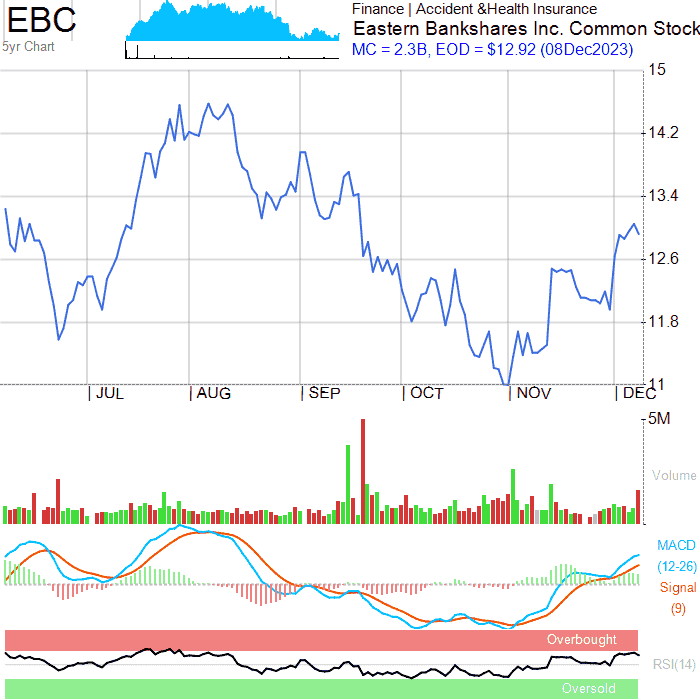 EBC
5yr Chart
Finance | Accident &Health Insurance
Eastern Bankshares Inc. Common Stock
MC = 2.3B, EOD = $12.92 (08Dec2023)
15
14.2
13.4
12.6
11.8
11
JUL AUG SEP OCT NOV DEC
5M
Volume
MACD
(12-26)
Signal
(9)
Overbought
RSI(14)
Oversold